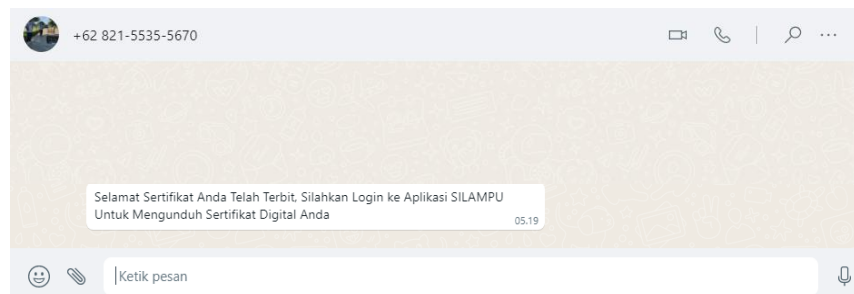 +62 821-5535-5670
Selamat Sertifikat Anda Telah Terbit, Silahkan Login ke Aplikasi SILAMPU
Untuk Mengunduh Sertifikat Digital Anda
05.19
Ketik pesan